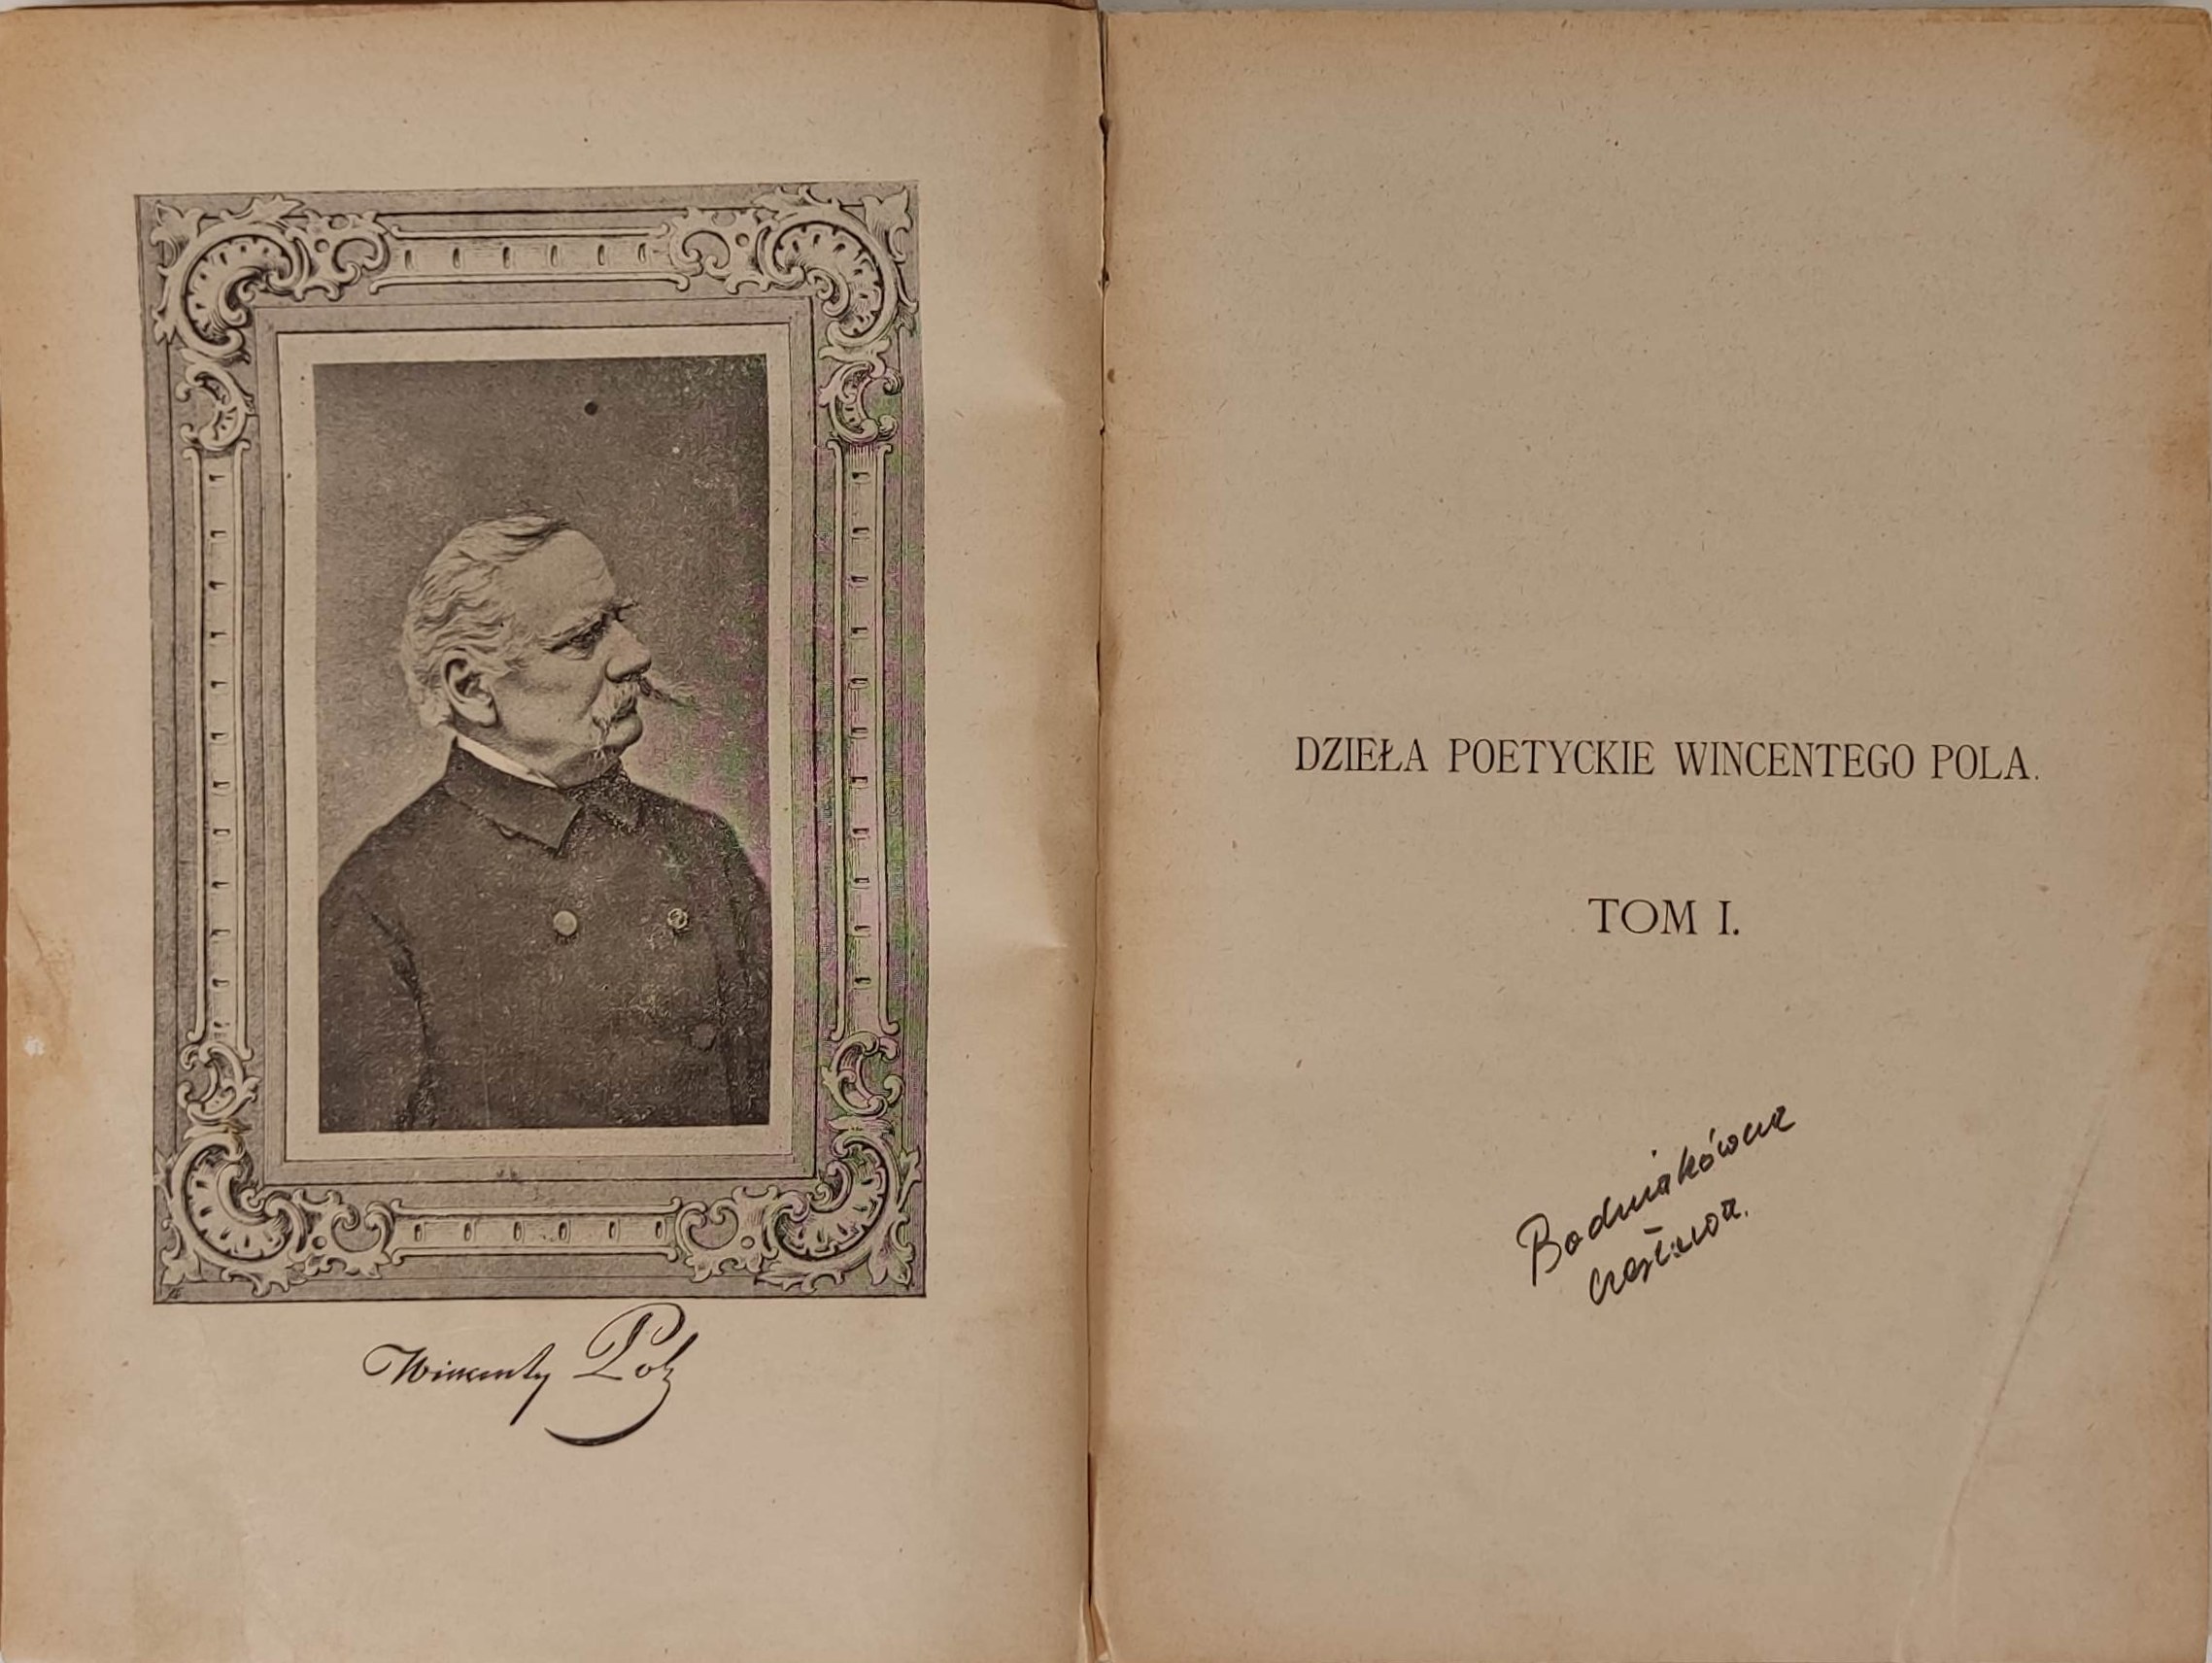 Wincenty Pol
DZIEŁA POETYCKIE WINCENTEGO POLA.
TOM I.
Bodniakówna